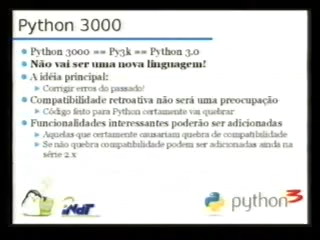 Python 3000
Python 3000 == Py3k == Python 3.0
Não vai ser uma nova linguagem!
A idéia principal:
Corrigir erros do passado!
Compatibilidade retroativa não será uma preocupação
Código feito para Python certamente vai quebrar
Funcionalidades interessantes poderão ser adicionadas
Aquelas que certamente causariam quebra de compatibilidade
Se não quebra compatibilidade podem ser adicionadas ainda na
série 2.x
iNdT
python3